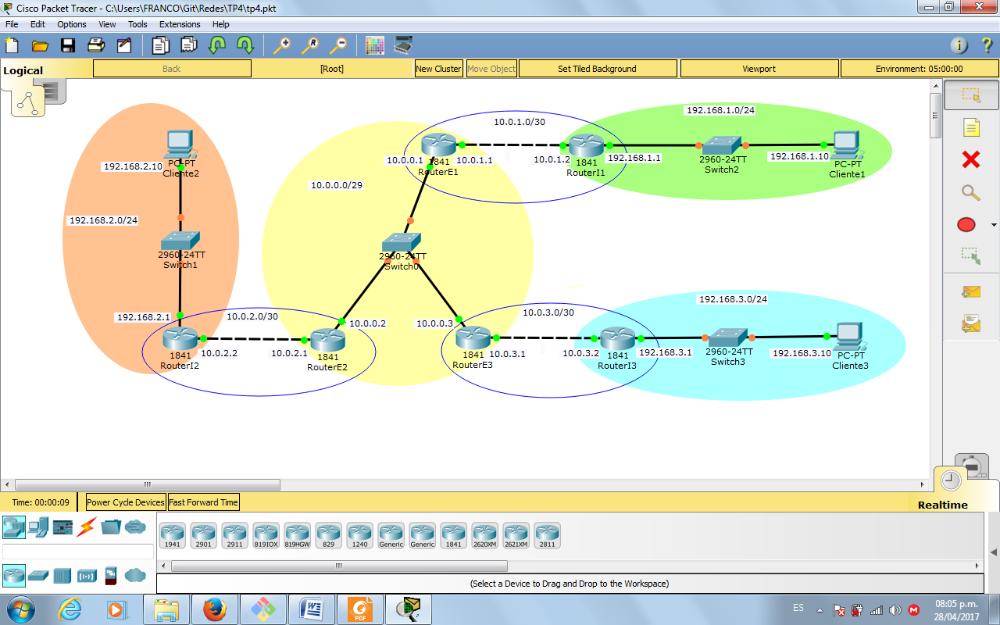 Cisco Packet Tracer - C:\Users\FRANCO\Git\Redes\TP4\tp4.pkt
File Edit Options View Tools Extensions Help
Logical
Back
[Root]
New Cluster
Move Object
Set Tiled Background
Viewport
Environment: 05:00:00
192.168.1.0/24
10.0.1.0/30
192.168.2.10
PC-PT
Cliente2
10.0.0.1
1841
RouterE1
10.0.1.1
10.0.1.2
1841
RouterI1
192.168.1.1
2960-24TT
Switch2
192.168.1.10
PC-PT
Cliente1
10.0.0.0/29
192.168.2.0/24
2960-24TT
Switch1
2960-24TT
Switch0
192.168.3.0/24
192.168.2.1
10.0.2.0/30
10.0.0.2
10.0.0.3
10.0.3.0/30
1841
RouterI2
10.0.2.2
10.0.2.1
1841
RouterE2
1841
RouterE3
10.0.3.1
10.0.3.2
1841
RouterI3
192.168.3.1
2960-24TT
Switch3
192.168.3.10
PC-PT
Cliente3
Time: 00:00:09
Power Cycle Devices
Fast Forward Time
Realtime
1941
2901
2911
819IOX
819HGW
829
1240
Generic
Generic
1841
2620XM
2621XM
2811
(Select a Device to Drag and Drop to the Workspace)
PDF
ES
08:05 p.m.
28/04/2017